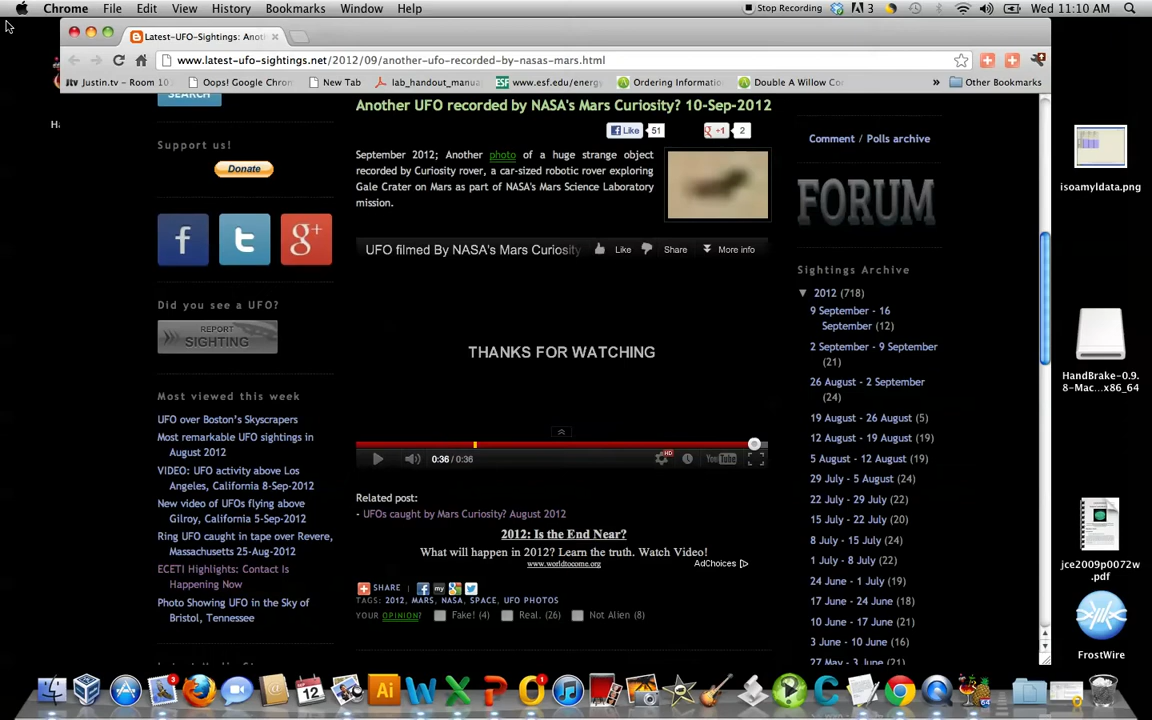 Chrome File Edit View History Bookmarks Window Help
Stop Recording 3 Wed 11:10 AM
Latest-UFO-Sightings: Anot
www.latest-ufo-sightings.net/2012/09/another-ufo-recorded-by-nasas-mars.html
Justin.tv - Room 10 Oops! Google Chrom New Tab lab_handout_manua www.esf.edu/energy Ordering Informatio Double A Willow Co » Other Bookmarks
SEARCH
Support us!
Donate
Did you see a UFO?
REPORT
SIGHTING
Most viewed this week
UFO over Boston's Skyscrapers
Most remarkable UFO sightings in
August 2012
VIDEO: UFO activity above Los
Angeles, California 8-Sep-2012
New video of UFOs flying above
Gilroy, California 5-Sep-2012
Ring UFO caught in tape over Revere,
Massachusetts 25-Aug-2012
ECETI Highlights: Contact Is
Happening Now
Photo Showing UFO in the Sky of
Bristol, Tennessee
Another UFO recorded by NASA's Mars Curiosity? 10-Sep-2012
Like 51 +1 2
September 2012; Another photo of a huge strange object
recorded by Curiosity rover, a car-sized robotic rover exploring
Gale Crater on Mars as part of NASA's Mars Science Laboratory
mission.
UFO filmed By NASA's Mars Curiosity Like Share More info
THANKS FOR WATCHING
0:36 / 0:36 HD YouTube
Related post:
- UFOs caught by Mars Curiosity? August 2012
2012: Is the End Near?
What will happen in 2012? Learn the truth. Watch Video!
www.worldtocome.org AdChoices
SHARE
TAGS: 2012, MARS, NASA, SPACE, UFO PHOTOS
YOUR OPINION? Fake! (4) Real. (26) Not Alien (8)
Comment / Polls archive
FORUM
Sightings Archive
▼ 2012 (718)
9 September - 16
September (12)
2 September - 9 September
(21)
26 August - 2 September
(24)
19 August - 26 August (5)
12 August - 19 August (19)
5 August - 12 August (19)
29 July - 5 August (24)
22 July - 29 July (22)
15 July - 22 July (20)
8 July - 15 July (24)
1 July - 8 July (22)
24 June - 1 July (19)
17 June - 24 June (18)
10 June - 17 June (21)
3 June - 10 June (16)
27 May - 3 June (21)
isoamyldata.png
HandBrake-0.9.
8-Mac...x86_64
jce2009p0072w
.pdf
FrostWire